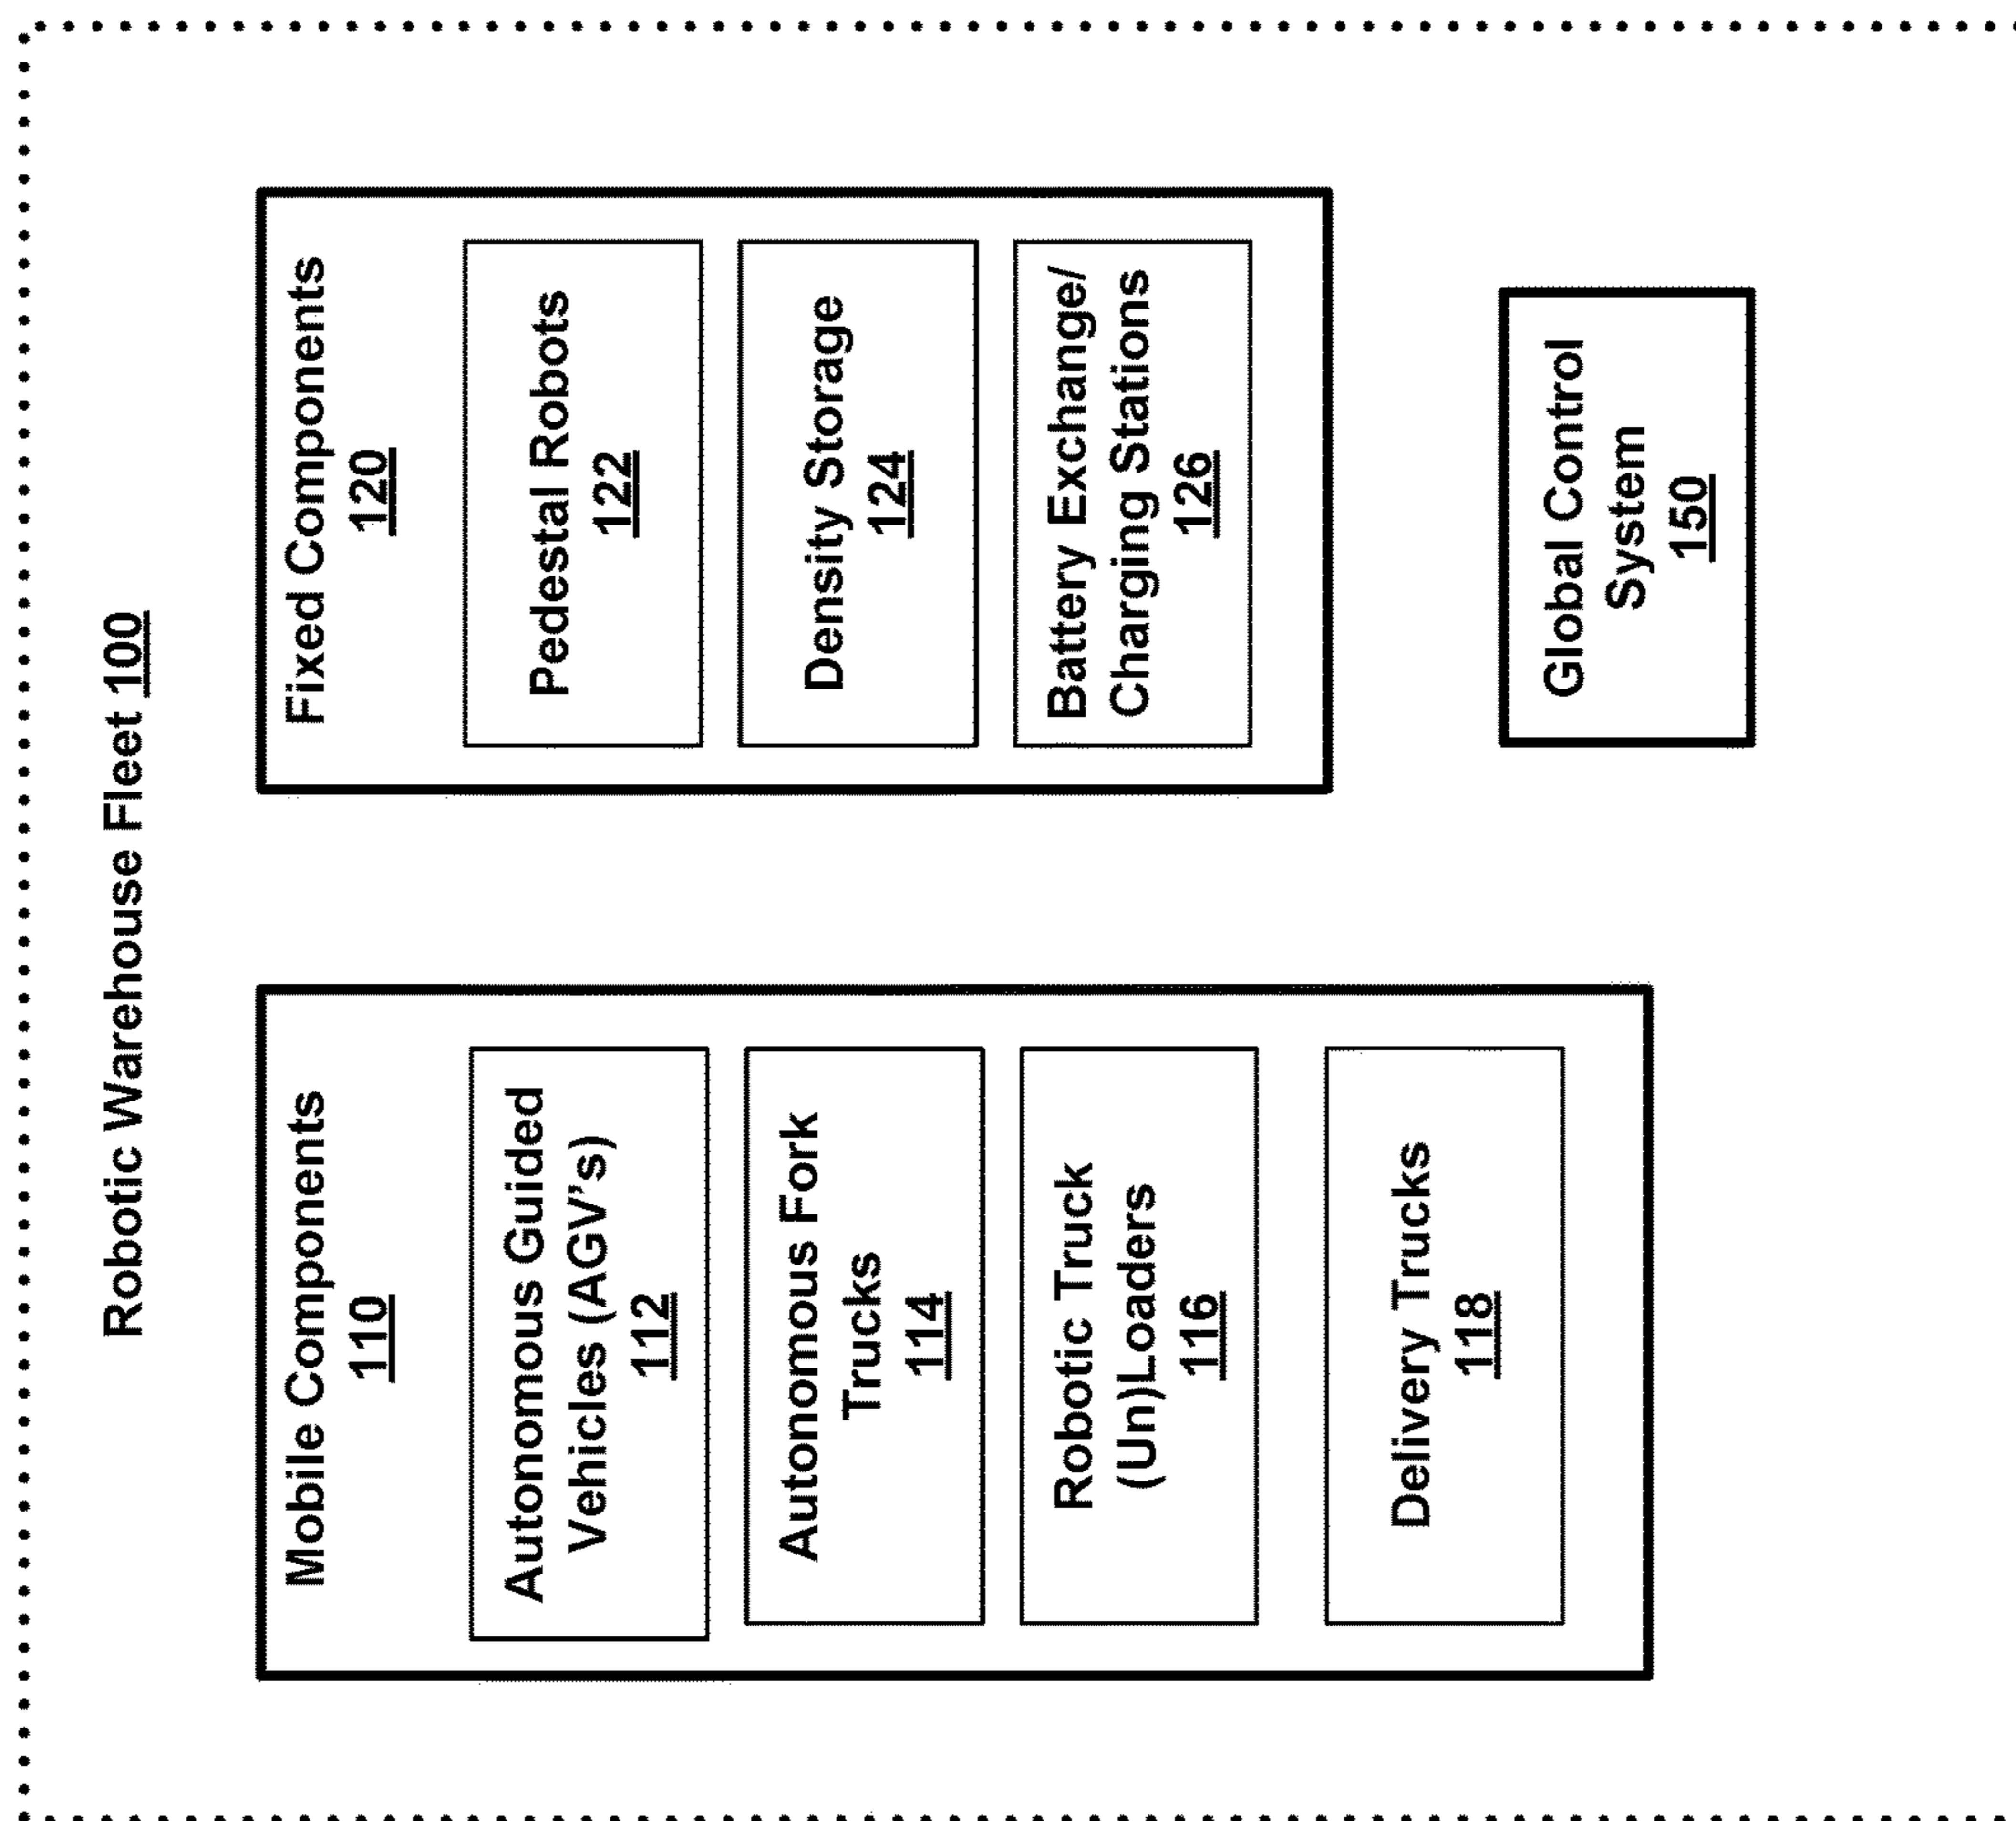 Robotic Warehouse Fleet 100
Mobile Components
110
Autonomous Guided
Vehicles (AGV's)
112
Autonomous Fork
Trucks
114
Robotic Truck
(Un)Loaders
116
Delivery Trucks
118
Fixed Components
120
Pedestal Robots
122
Density Storage
124
Battery Exchange/
Charging Stations
126
Global Control
System
150